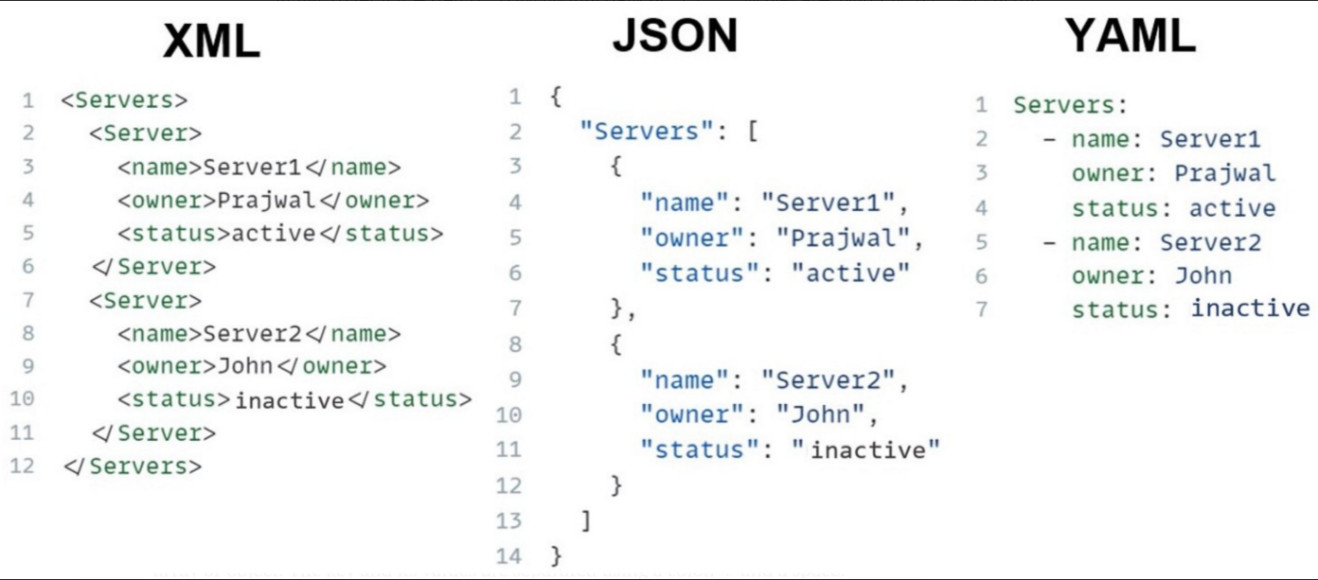 XML
1 <Servers>
2   <Server>
3     <name>Server1</name>
4     <owner>Prajwal</owner>
5     <status>active</status>
6   </Server>
7   <Server>
8     <name>Server2</name>
9     <owner>John</owner>
10     <status>inactive</status>
11   </Server>
12 </Servers>
JSON
1 {
2   "Servers": [
3     {
4       "name": "Server1",
5       "owner": "Prajwal",
6       "status": "active"
7     },
8     {
9       "name": "Server2",
10       "owner": "John",
11       "status": "inactive"
12     }
13   ]
14 }
YAML
1 Servers:
2   - name: Server1
3     owner: Prajwal
4     status: active
5   - name: Server2
6     owner: John
7     status: inactive